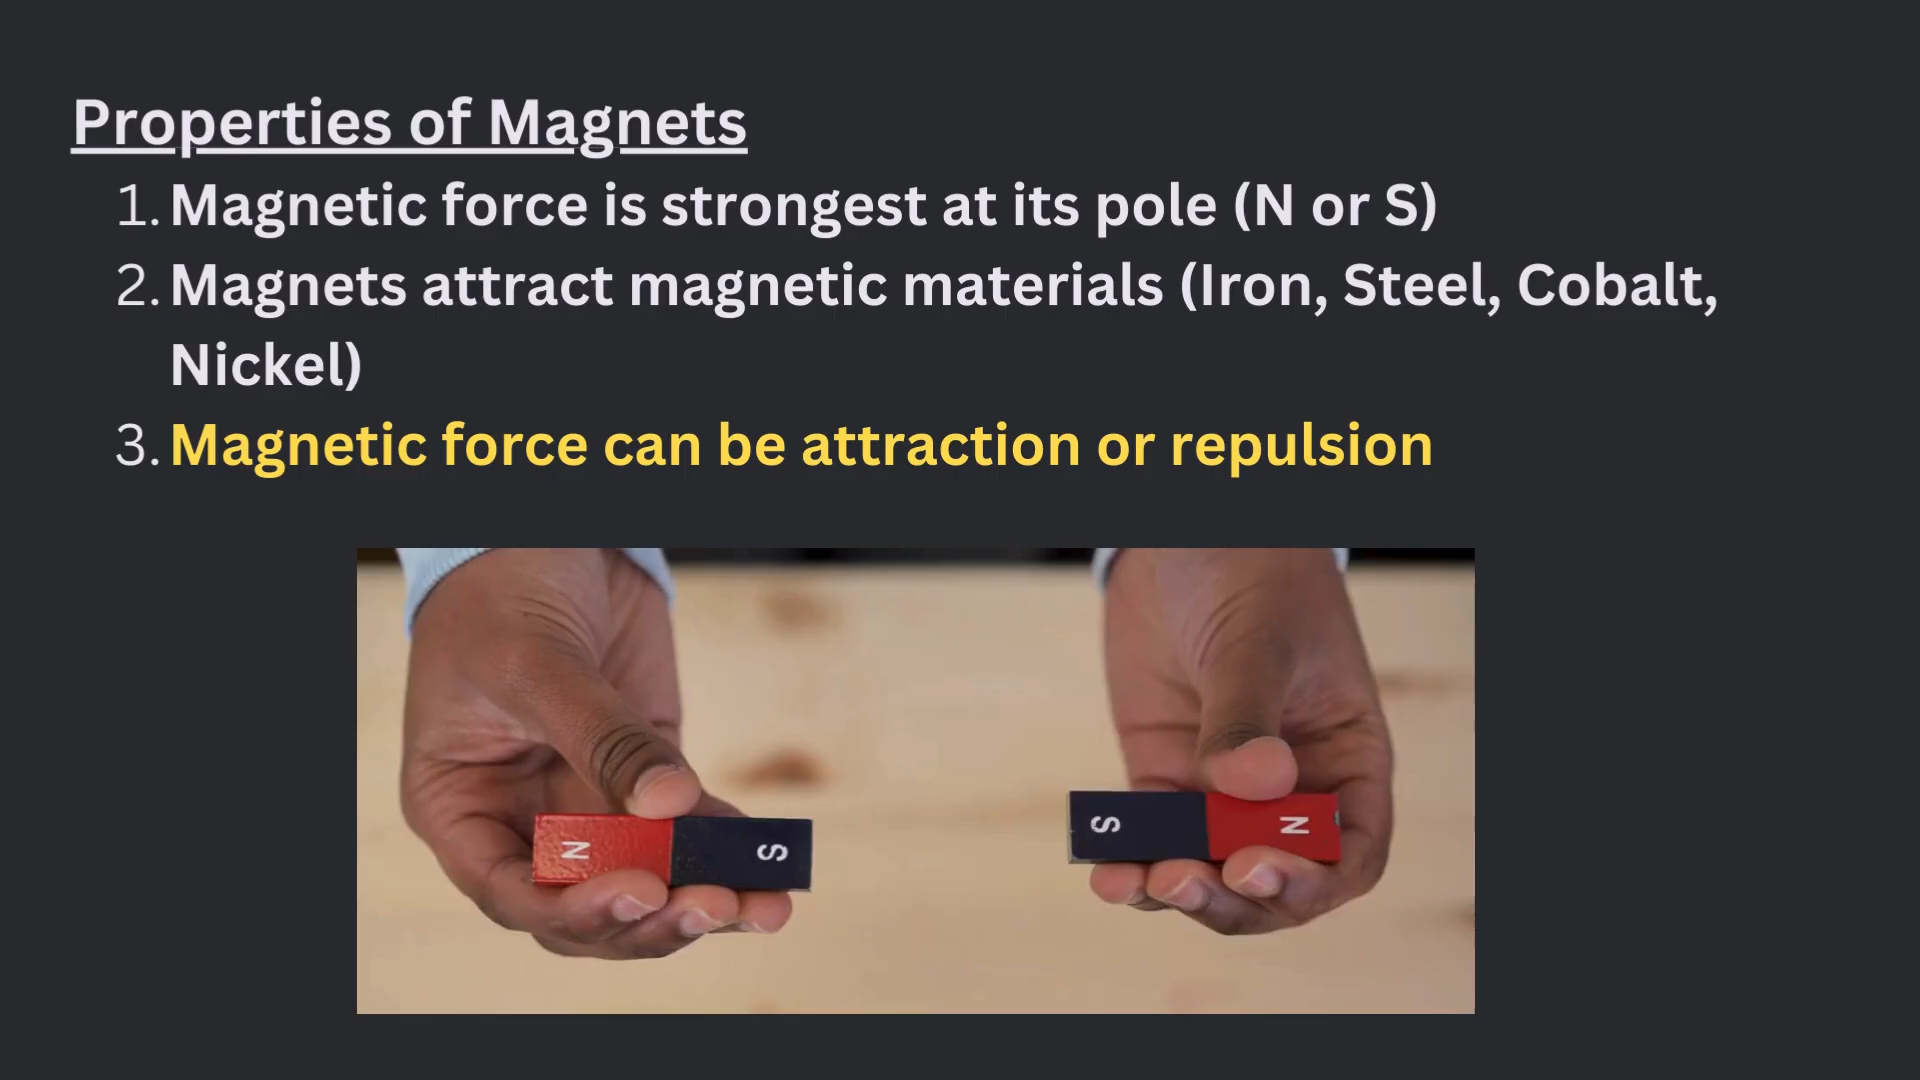 Properties of Magnets
1. Magnetic force is strongest at its pole (N or S)
2. Magnets attract magnetic materials (Iron, Steel, Cobalt,
Nickel)
3. Magnetic force can be attraction or repulsion
N S S N